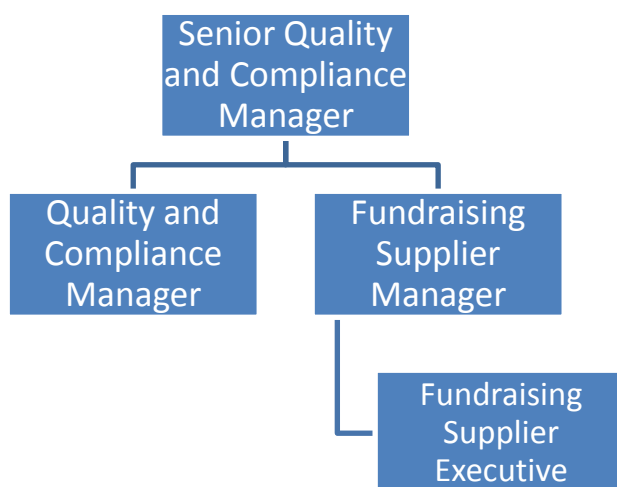 Senior Quality
and Compliance
Manager
Quality and
Compliance
Manager
Fundraising
Supplier
Manager
Fundraising
Supplier
Executive